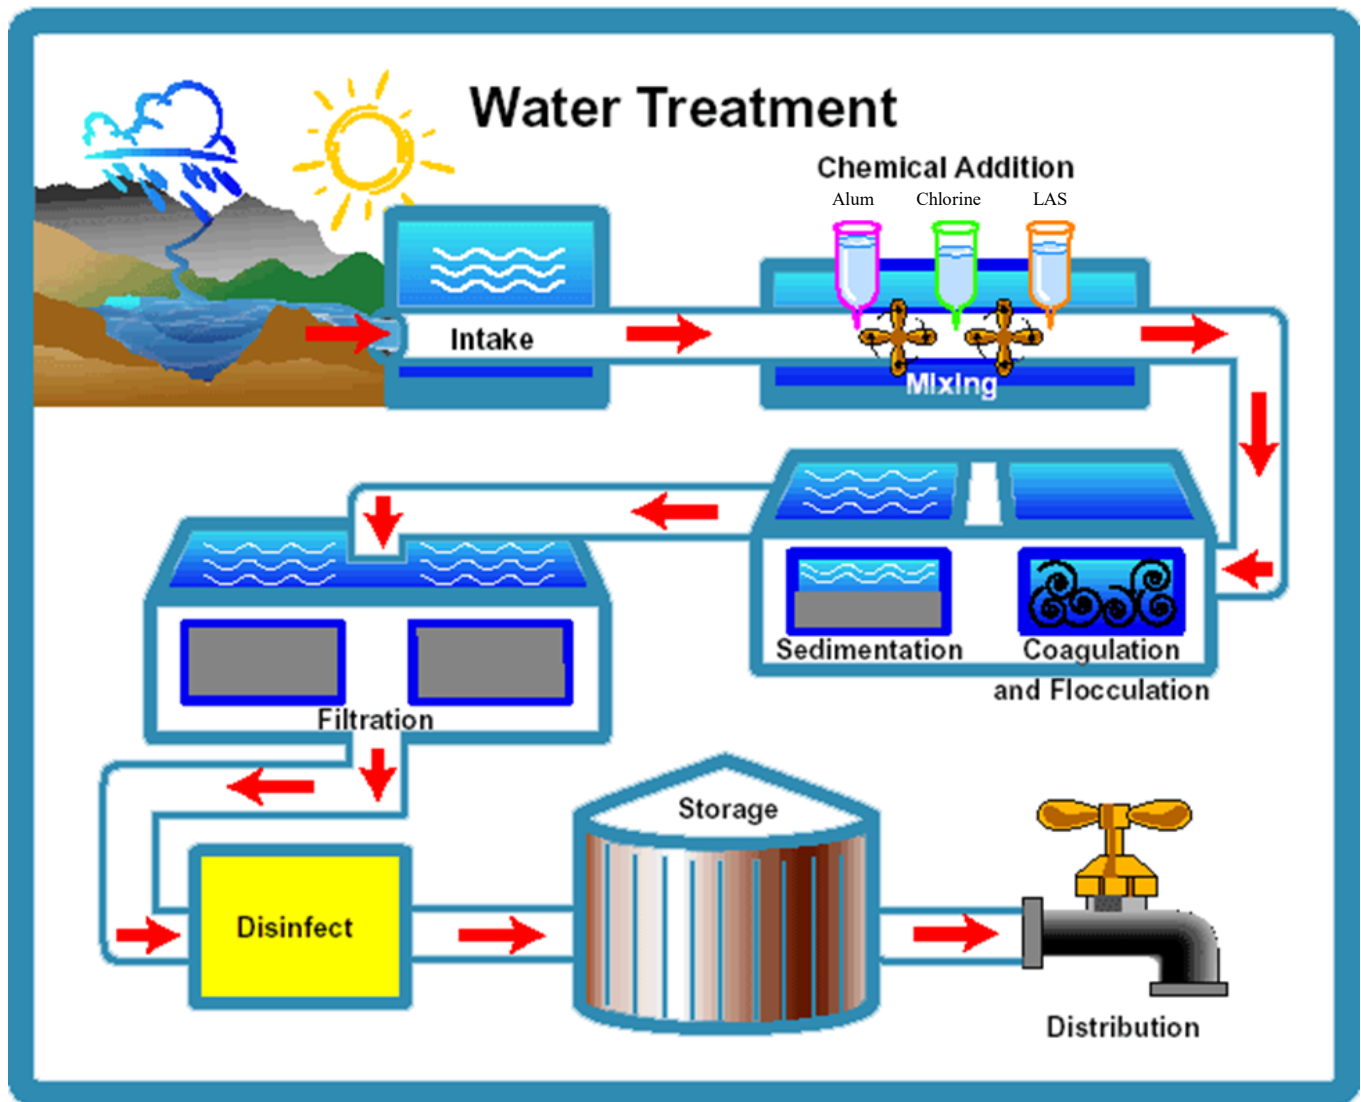 Water Treatment
Chemical Addition
Alum Chlorine LAS
Intake
Mixing
Sedimentation Coagulation
and Flocculation
Filtration
Storage
Disinfect
Distribution